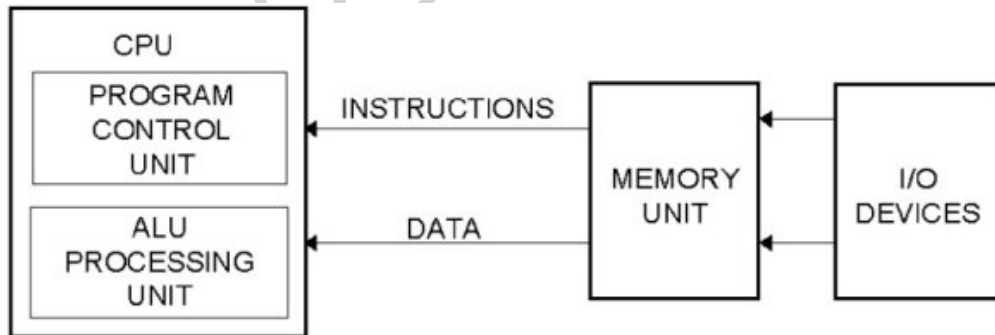 CPU
PROGRAM
CONTROL
UNIT
INSTRUCTIONS
ALU
PROCESSING
UNIT
DATA
MEMORY
UNIT
I/O
DEVICES